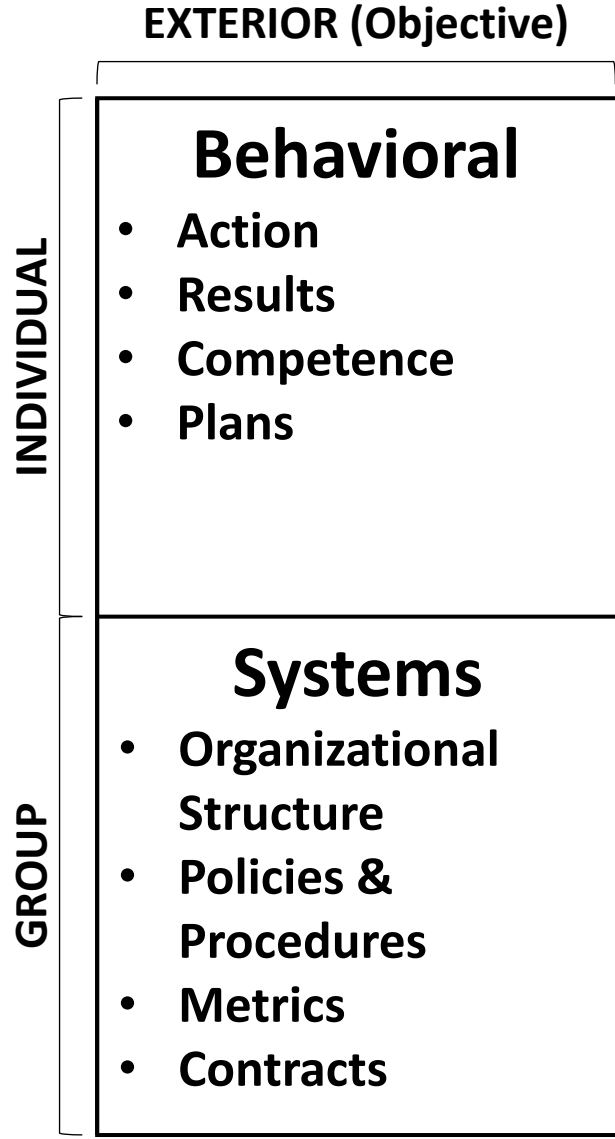 EXTERIOR (Objective)
INDIVIDUAL
Behavioral
• Action
• Results
• Competence
• Plans
GROUP
Systems
• Organizational
Structure
• Policies &
Procedures
• Metrics
• Contracts